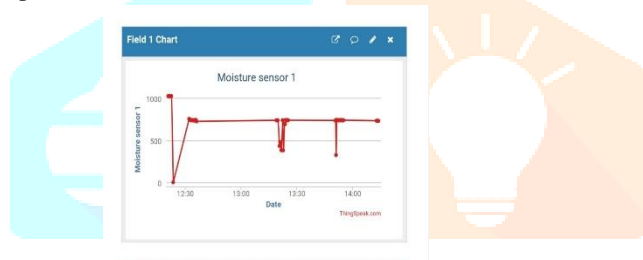 Field 1 Chart
Moisture sensor 1
Moisture sensor 1
1000
500
0
12:30 13:00 13:30 14:00
Date
ThingSpeak.com